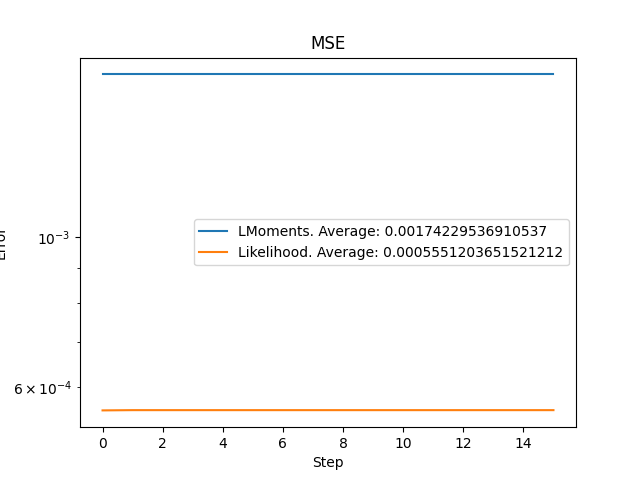 MSE
Error
10⁻³
6 × 10⁻⁴
LMoments. Average: 0.00174229536910537
Likelihood. Average: 0.0005551203651521212
0 2 4 6 8 10 12 14
Step